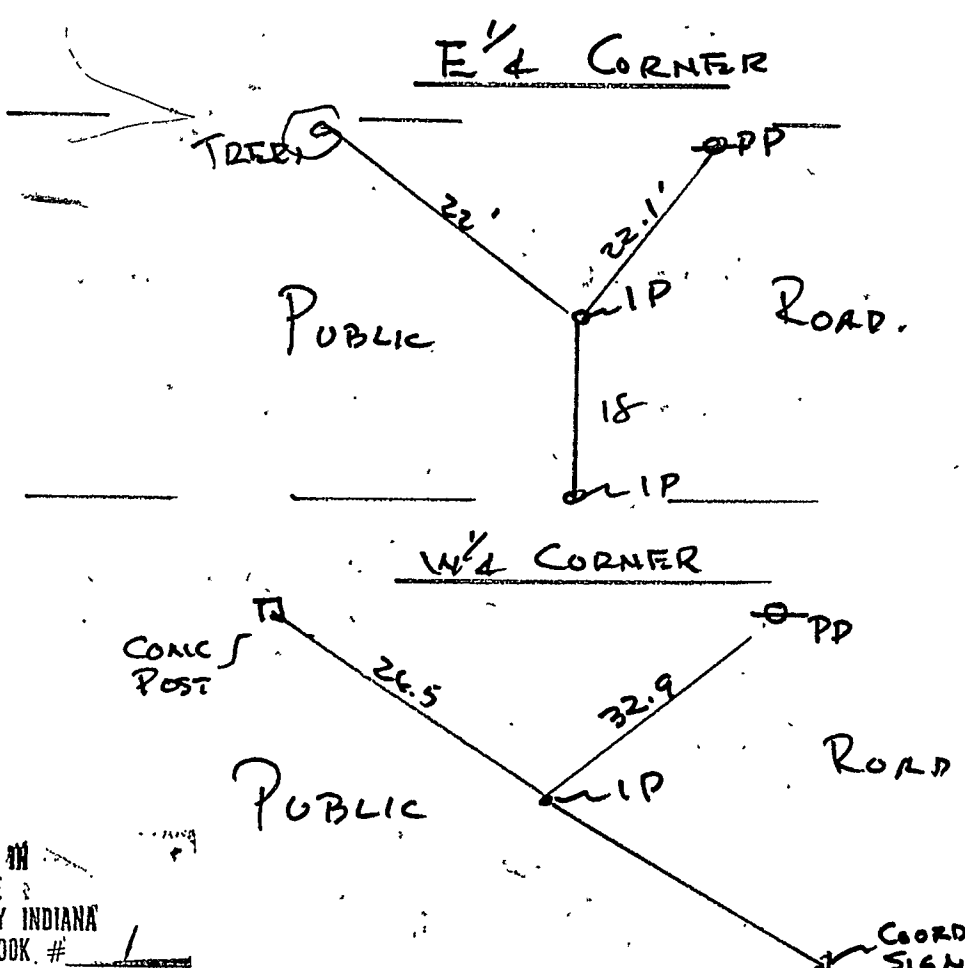 E 1/4 CORNER
TREE
PP
22'
22.1'
IP
PUBLIC
ROAD.
18
IP
W 1/4 CORNER
CONC
POST
PP
26.5
32.9
ROAD
IP
PUBLIC
INDIANA
#
COORD
SIGN